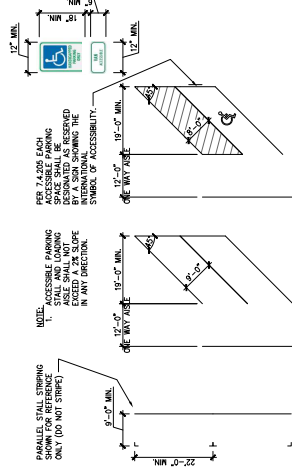 PARALLEL STALL STRIPING
SHOWN FOR REFERENCE
ONLY (DO NOT STRIPE)
9'-0" MIN.
22'-0" MIN.
NOTE:
1. ACCESSIBLE PARKING
STALL AND LOADING
AISLE SHALL NOT
EXCEED A 2% SLOPE
IN ANY DIRECTION.
12'-0"
19'-0" MIN.
ONE WAY AISLE
45°
9'-0"
PER 7.4.205 EACH
ACCESSIBLE PARKING
SPACE SHALL BE
DESIGNATED AS RESERVED
BY A SIGN SHOWING THE
INTERNATIONAL
SYMBOL OF ACCESSIBILITY.
12'-0"
19'-0" MIN.
ONE WAY AISLE
45°
8'-0"
12" MIN.
18" MIN.
PARKING
ONLY
VAN
ACCESSIBLE
12" MIN.